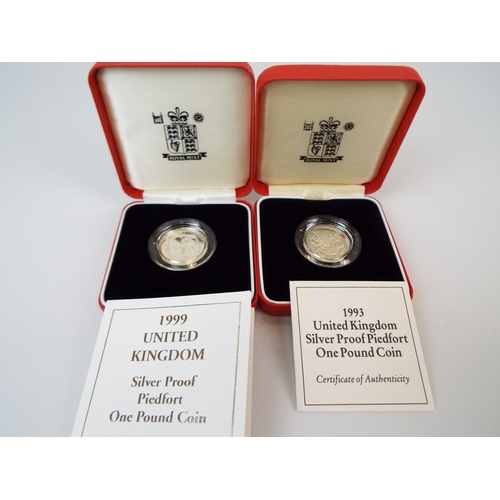 ROYAL MINT
ROYAL MINT
1999
UNITED
KINGDOM
Silver Proof
Piedfort
One Pound Coin
1993
United Kingdom
Silver Proof Piedfort
One Pound Coin
Certificate of Authenticity